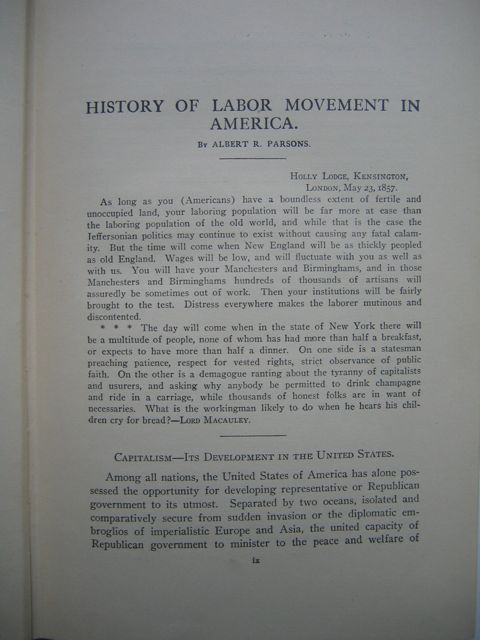 HISTORY OF LABOR MOVEMENT IN
AMERICA.
By ALBERT R. PARSONS.
Holly Lodge, Kensington,
London, May 23, 1857.
As long as you (Americans) have a boundless extent of fertile and
unoccupied land, your laboring population will be far more at ease than
the laboring population of the old world, and while that is the case the
Jeffersonian politics may continue to exist without causing any fatal calam-
ity. But the time will come when New England will be as thickly peopled
as old England. Wages will be low, and will fluctuate with you as well as
with us. You will have your Manchesters and Birminghams, and in those
Manchesters and Birminghams hundreds of thousands of artisans will
assuredly be sometimes out of work. Then your institutions will be fairly
brought to the test. Distress everywhere makes the laborer mutinous and
discontented.
* * * The day will come when in the state of New York there will
be a multitude of people, none of whom has had more than half a breakfast,
or expects to have more than half a dinner. On one side is a statesman
preaching patience, respect for vested rights, strict observance of public
faith. On the other is a demagogue ranting about the tyranny of capitalists
and usurers, and asking why anybody be permitted to drink champagne
and ride in a carriage, while thousands of honest folks are in want of
necessaries. What is the workingman likely to do when he hears his chil-
dren cry for bread?—Lord Macauley.
Capitalism—Its Development in the United States.
Among all nations, the United States of America has alone pos-
sessed the opportunity for developing representative or Republican
government to its utmost. Separated by two oceans, isolated and
comparatively secure from sudden invasion or the diplomatic em-
broglios of imperialistic Europe and Asia, the united capacity of
Republican government to minister to the peace and welfare of
ix